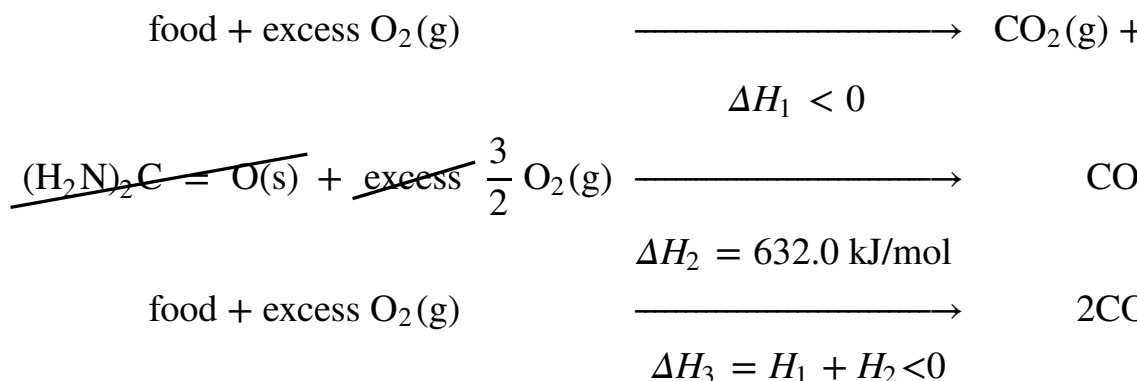 food + excess O₂(g) ⟶ CO₂(g) +
ΔH₁ < 0
(H₂N)₂C = O(s) + excess 3/2 O₂(g) ⟶ CO
ΔH₂ = 632.0 kJ/mol
food + excess O₂(g) ⟶ 2CO
ΔH₃ = H₁ + H₂<0